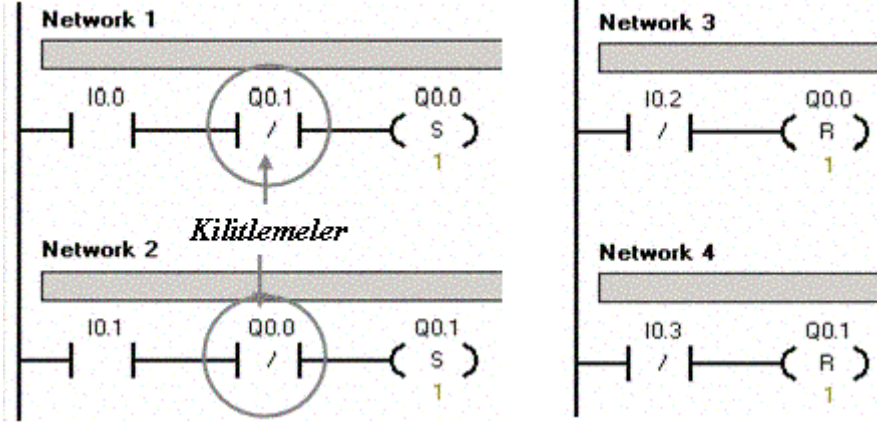 Network 1
I0.0 Q0.1 Q0.0
/ S
1
Kilitlemeler
Network 2
I0.1 Q0.0 Q0.1
/ S
1
Network 3
I0.2 Q0.0
/ R
1
Network 4
I0.3 Q0.1
/ R
1